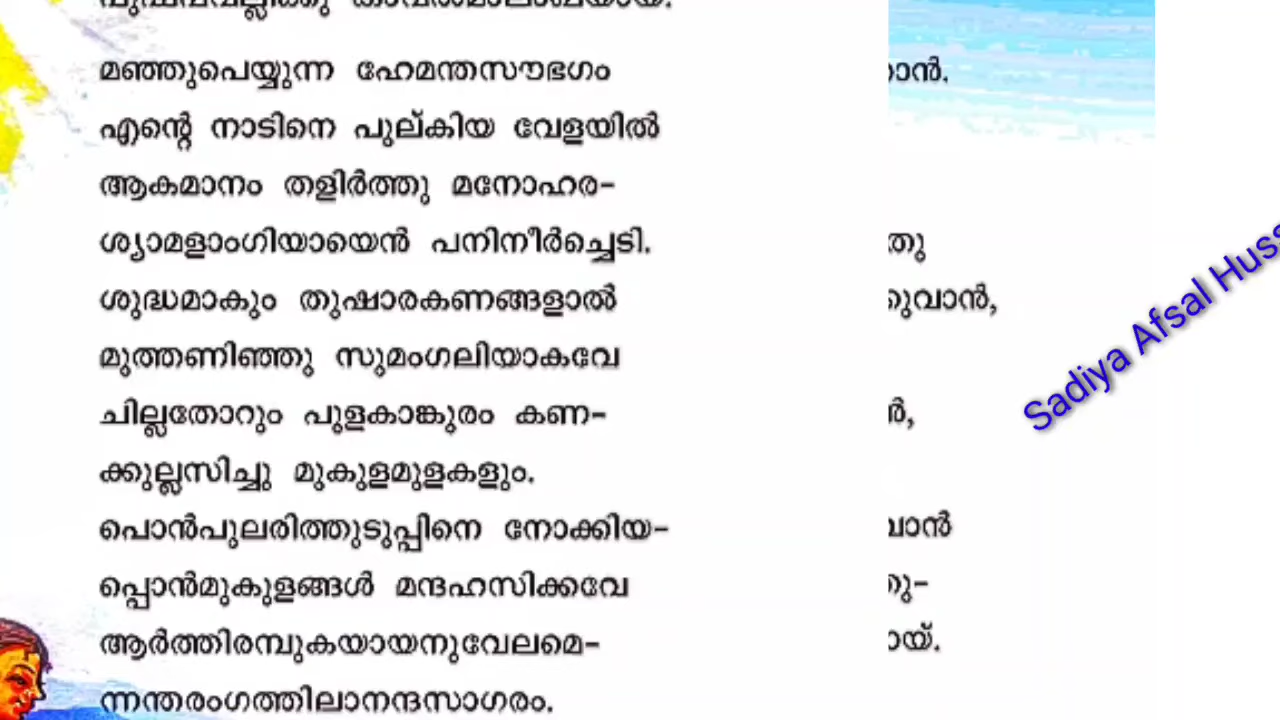 മഞ്ഞുപെയ്യുന്ന ഹേമന്തസൗഭഗം
എന്റെ നാടിനെ പുല്കിയ വേളയിൽ
ആകമാനം തളിർത്തു മനോഹര-
ശ്യാമളാംഗിയായെൻ പനിനീർച്ചെടി.
ശുദ്ധമാകും തുഷാരകണങ്ങളാൽ
മുത്തണിഞ്ഞു സുമംഗലിയാകവേ
ചില്ലതോറും പുളകാങ്കുരം കണ-
ക്കുല്ലസിച്ചു മുകുളമുളകളും.
പൊൻപുലരിത്തുടുപ്പിനെ നോക്കിയ-
പ്പൊൻമുകുളങ്ങൾ മന്ദഹസിക്കവേ
ആർത്തിരമ്പുകയായനുവേലമെ-
ന്നന്തരംഗത്തിലാനന്ദസാഗരം.
Sadiya Afsal